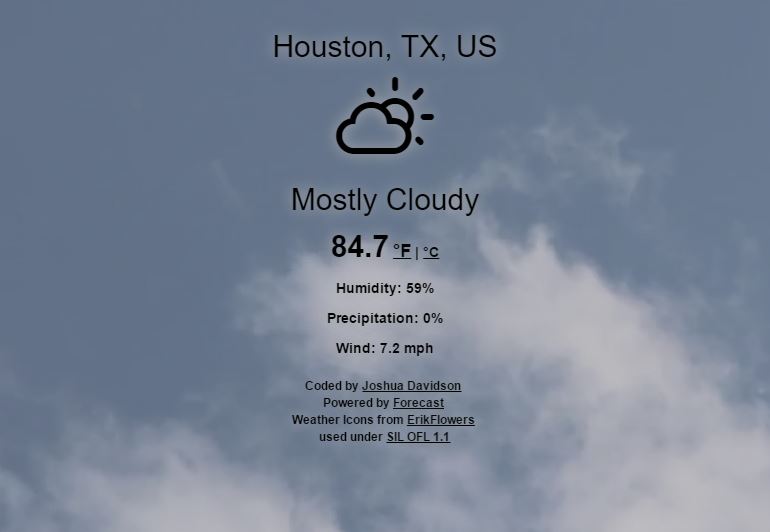 Houston, TX, US
Mostly Cloudy
84.7 °F | °C
Humidity: 59%
Precipitation: 0%
Wind: 7.2 mph
Coded by Joshua Davidson
Powered by Forecast
Weather Icons from ErikFlowers
used under SIL OFL 1.1